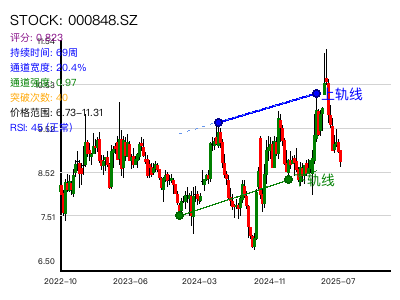 STOCK: 000848.SZ
评分: 0.823
持续时间: 69周
通道宽度: 20.4%
通道强度: 0.97
突破次数: 40
价格范围: 6.73–11.31
RSI: 45 (正常)
轨线
轨线
8.52
7.51
6.50
2022–10
2023–06
2024–03
2024–11
2025–07